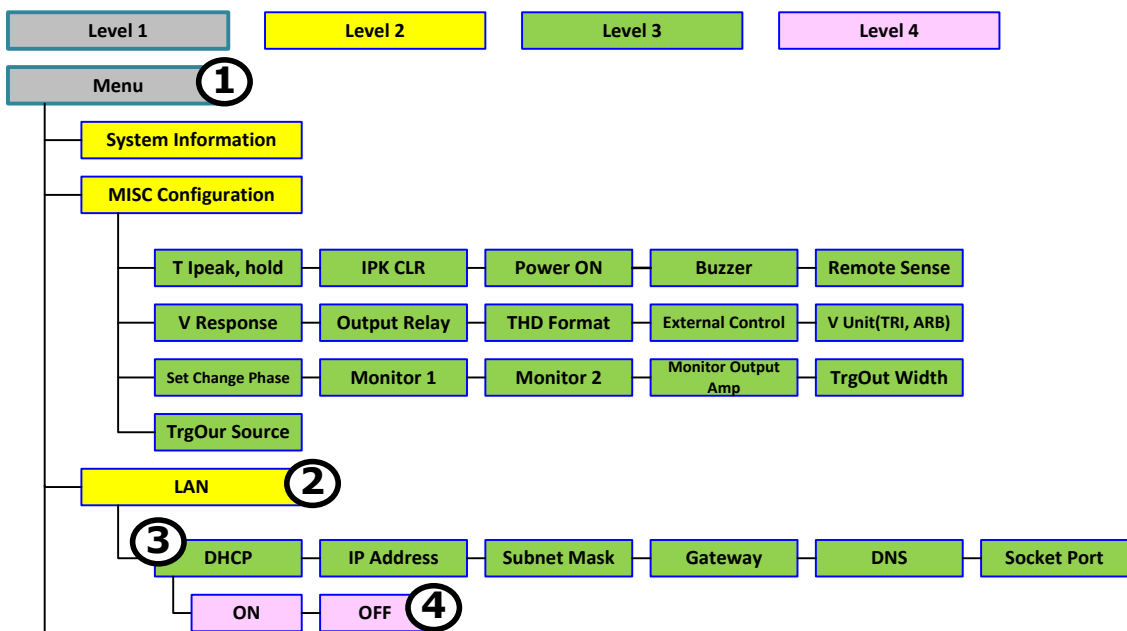 Level 1
Level 2
Level 3
Level 4
Menu
1
System Information
MISC Configuration
T Ipeak, hold
IPK CLR
Power ON
Buzzer
Remote Sense
V Response
Output Relay
THD Format
External Control
V Unit(TRI, ARB)
Set Change Phase
Monitor 1
Monitor 2
Monitor Output
Amp
TrgOut Width
TrgOur Source
LAN
2
3
DHCP
IP Address
Subnet Mask
Gateway
DNS
Socket Port
ON
OFF
4